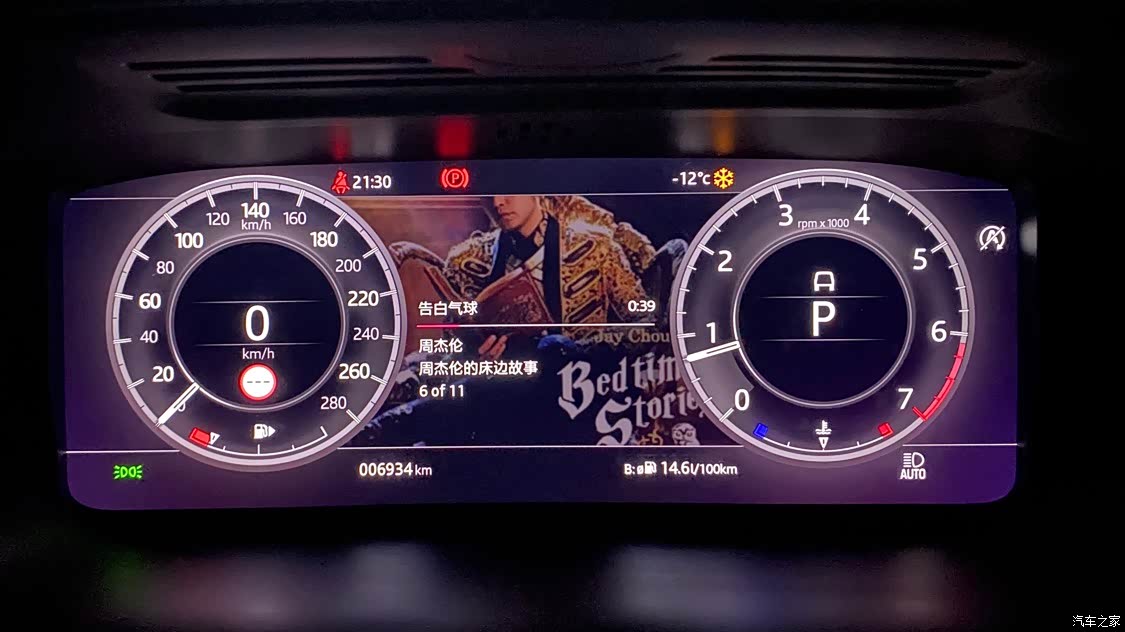 21:30
-12°c
120 140 160
km/h
100 180
80 200
60 220
40 240
20 260
0 280
0
km/h
---
告白气球 0:39
周杰伦
周杰伦的床边故事
6 of 11
Jay Chou
Bedtim
Storie
3 rpm x 1000 4
2 5
1 6
0 7
P
006934 km
B:ø 14.6l/100km
AUTO
汽车之家